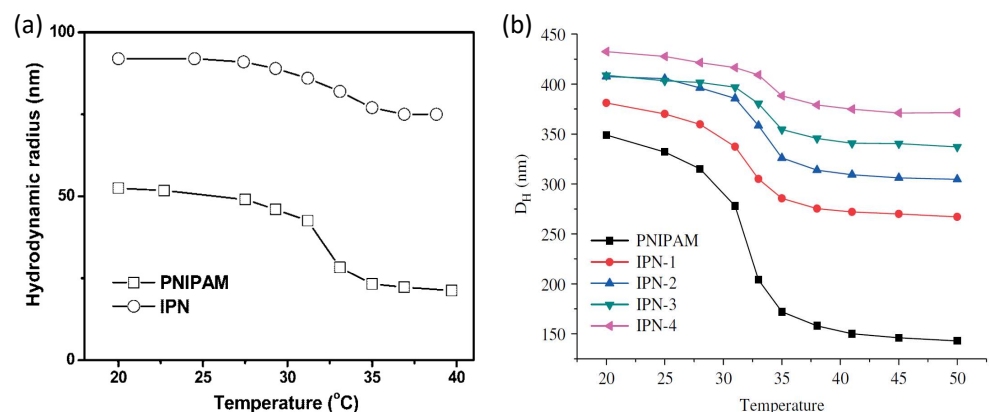 (a)
100
50
0
Hydrodynamic radius (nm)
PNIPAM
IPN
20 25 30 35 40
Temperature (°C)
(b)
450
400
350
300
250
200
150
D_H (nm)
PNIPAM
IPN-1
IPN-2
IPN-3
IPN-4
20 25 30 35 40 45 50
Temperature